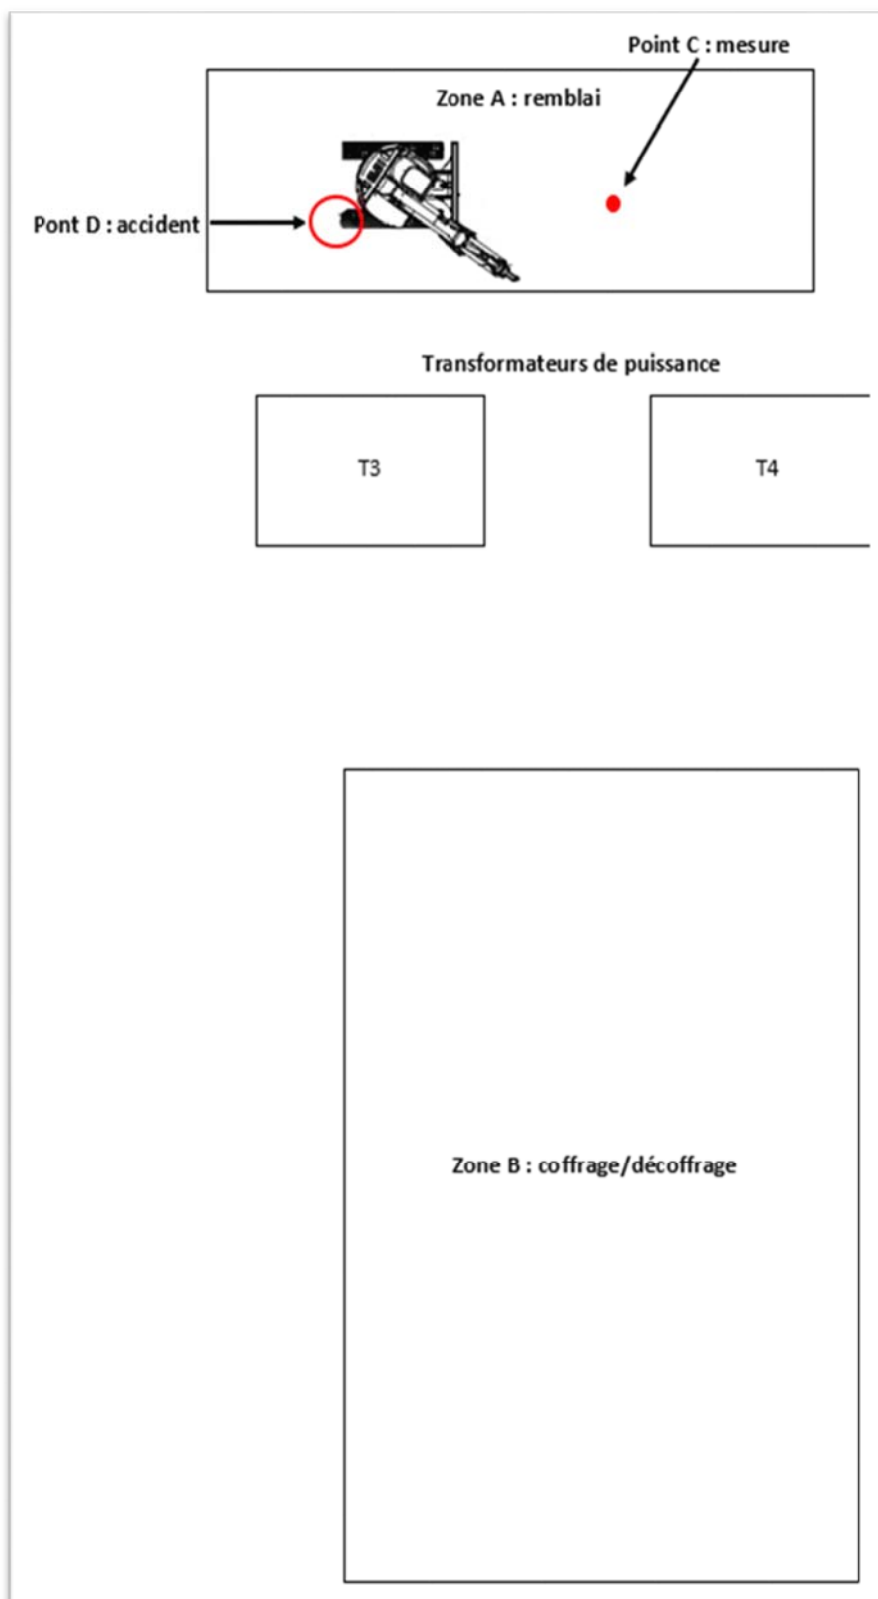 Point C : mesure
Zone A : remblai
Pont D : accident
Transformateurs de puissance
T3
T4
Zone B : coffrage/décoffrage